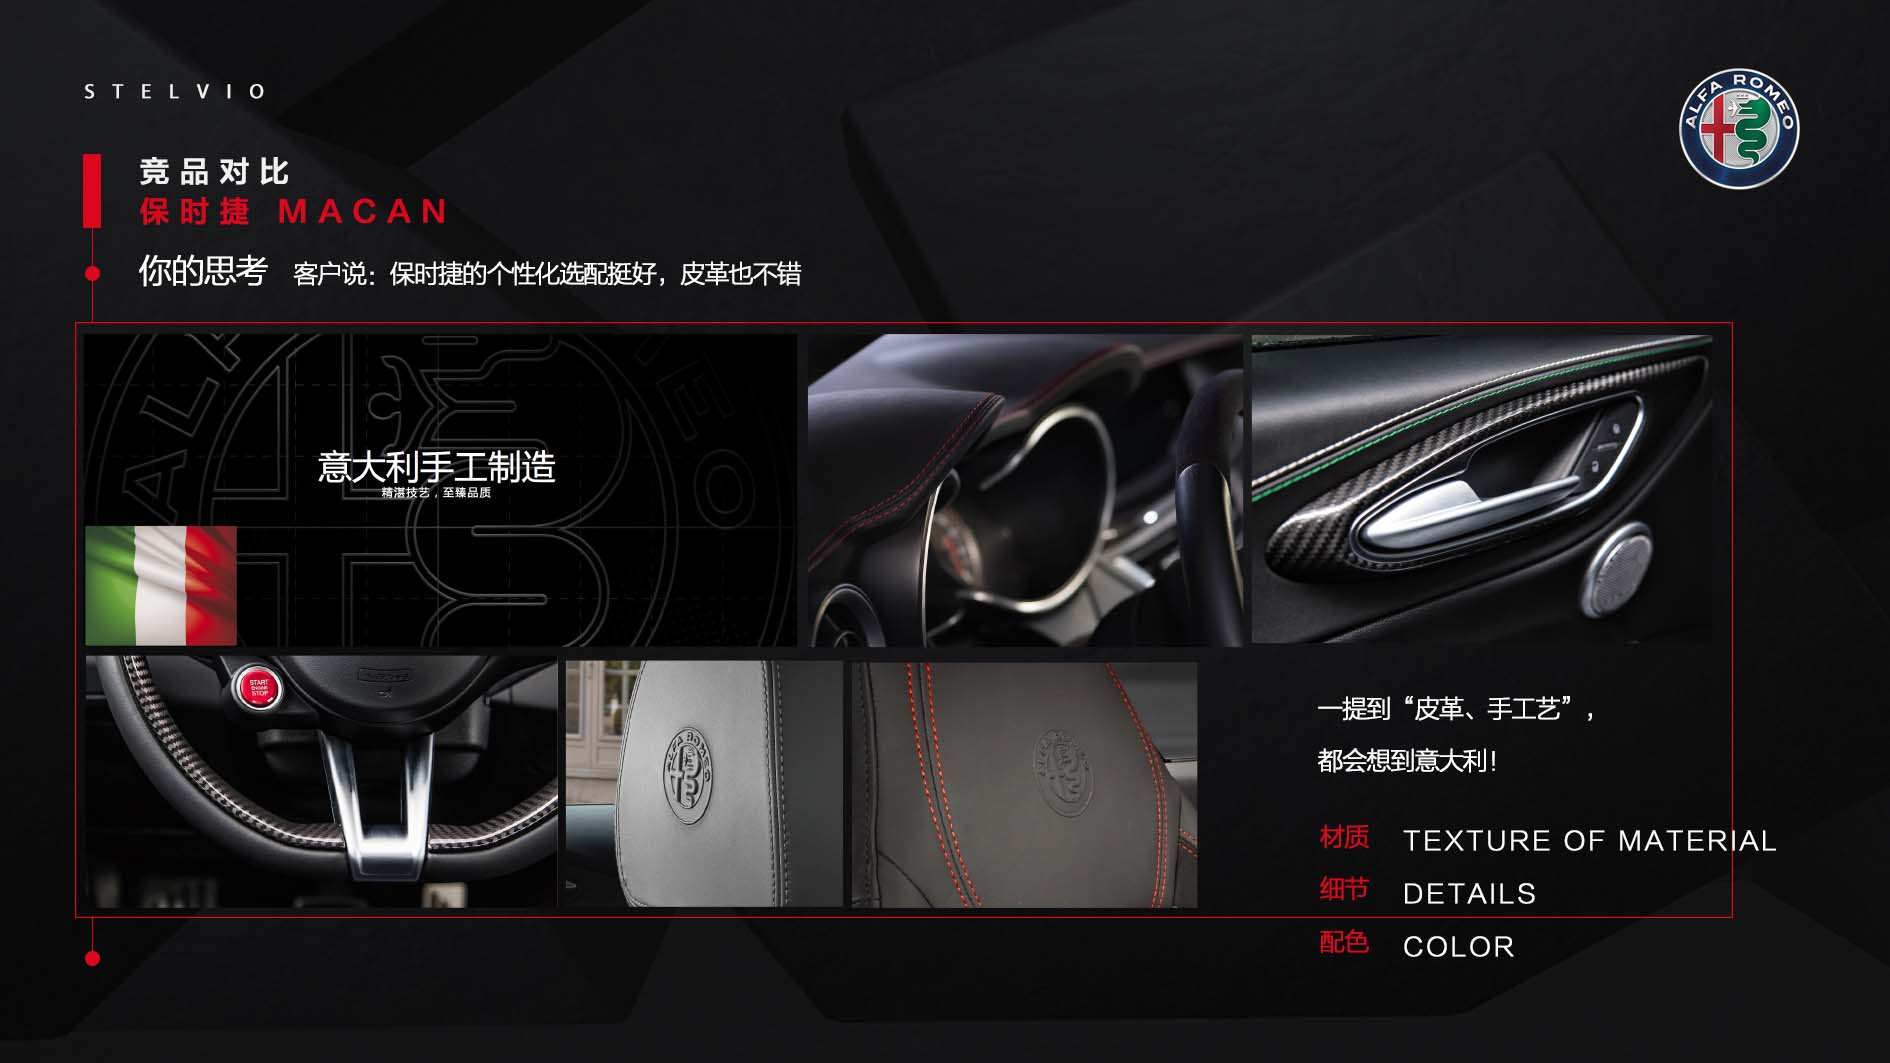 STELVIO
ALFA ROMEO
竞品对比
保时捷 MACAN
你的思考 客户说：保时捷的个性化选配挺好，皮革也不错
意大利手工制造
精湛技艺，至臻品质
START
ENGINE
STOP
ALFA ROMEO
ALFA ROMEO
一提到“皮革、手工艺”，
都会想到意大利！
材质 TEXTURE OF MATERIAL
细节 DETAILS
配色 COLOR